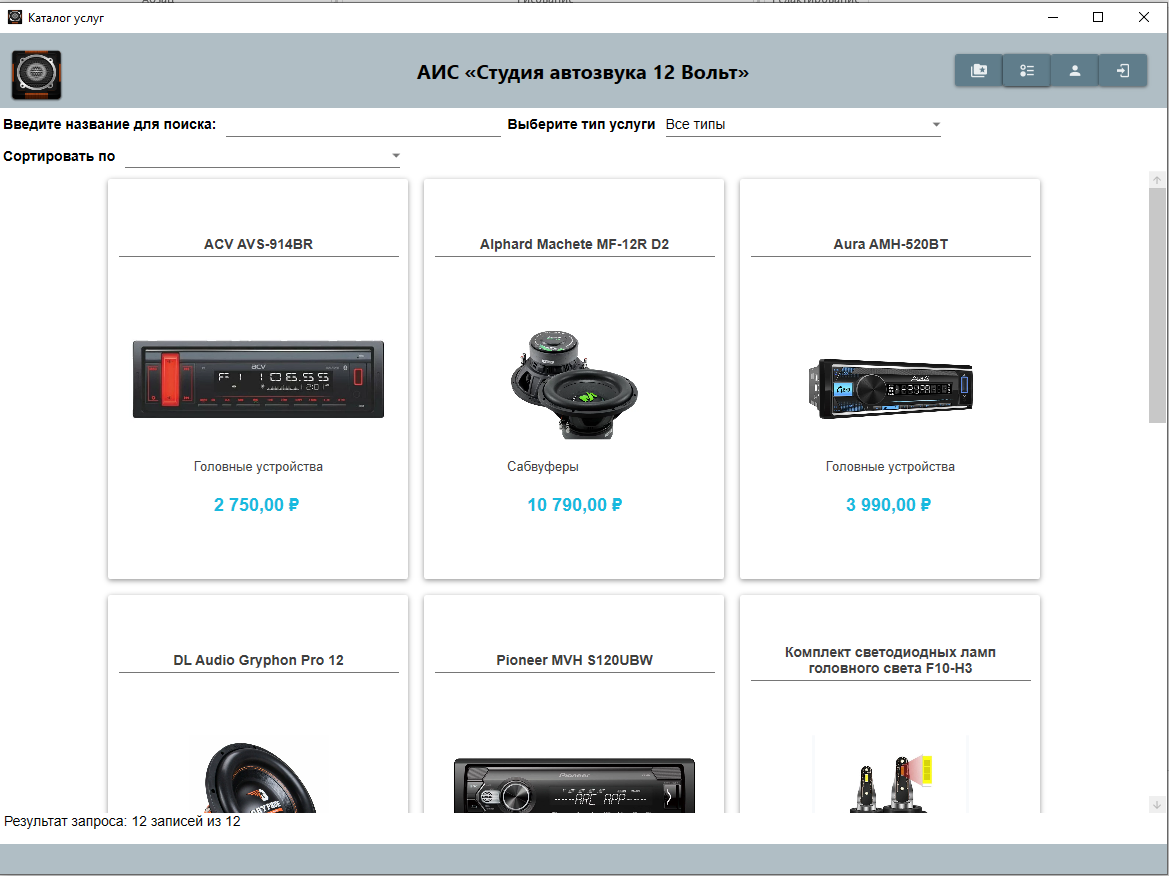 Каталог услуг
АИС «Студия автозвука 12 Вольт»
Введите название для поиска:
Выберите тип услуги Все типы
Сортировать по
ACV AVS-914BR
Alphard Machete MF-12R D2
Aura AMH-520BT
ACV
Головные устройства
Сабвуферы
Головные устройства
2 750,00 ₽
10 790,00 ₽
3 990,00 ₽
DL Audio Gryphon Pro 12
Pioneer MVH S120UBW
Комплект светодиодных ламп
головного света F10-H3
Pioneer
Результат запроса: 12 записей из 12